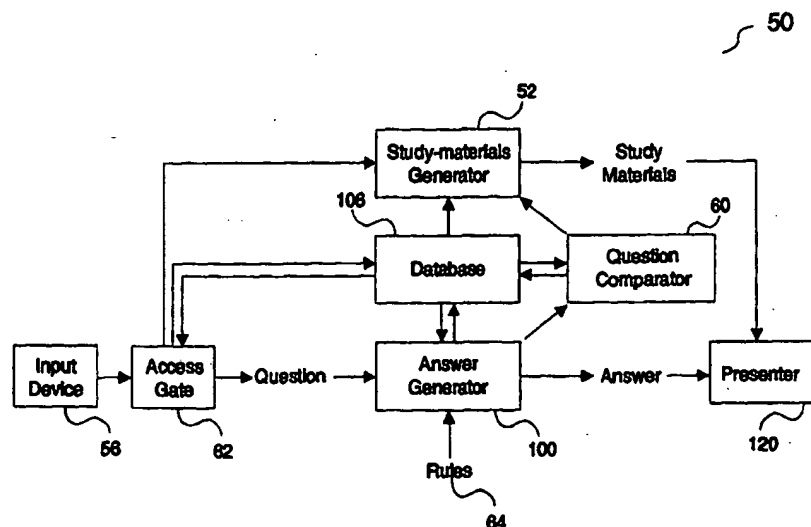 50
52
Study-materials
Generator
Study
Materials
106
60
Database
Question
Comparator
Input
Device
Access
Gate
Question
Answer
Generator
Answer
Presenter
56
62
100
120
Rules
64